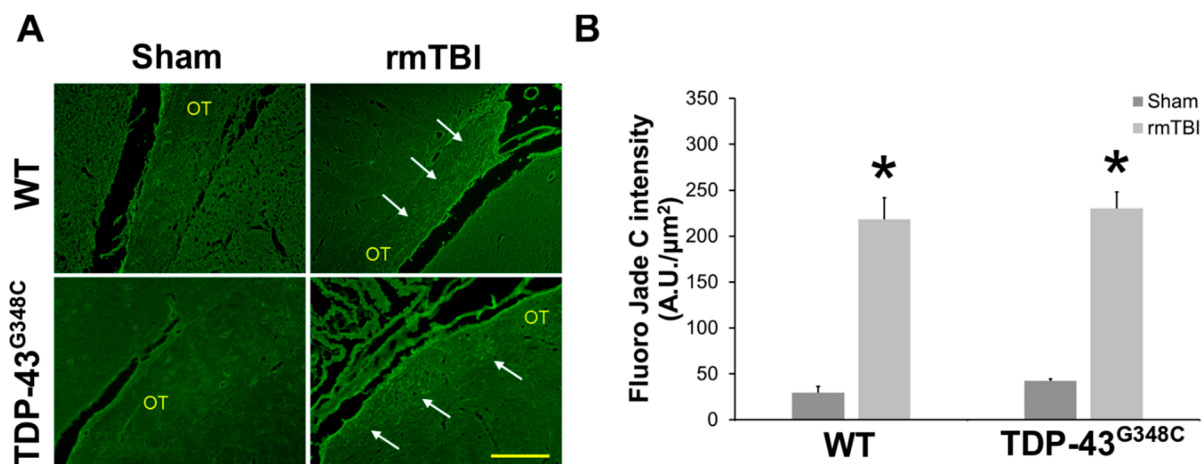 A
Sham
rmTBI
WT
OT
OT
TDP-43G348C
OT
OT
B
Fluoro Jade C intensity
(A.U./µm²)
350
300
250
200
150
100
50
0
*
*
Sham
rmTBI
WT
TDP-43G348C